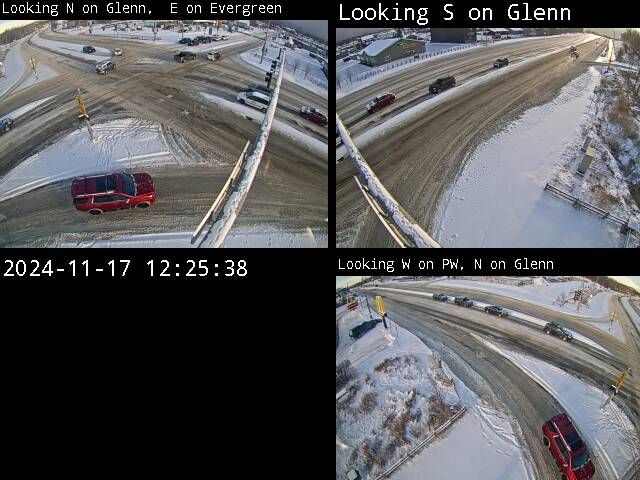 Looking N on Glenn,  E on Evergreen
Looking S on Glenn
2024-11-17 12:25:38
Looking W on PW, N on Glenn